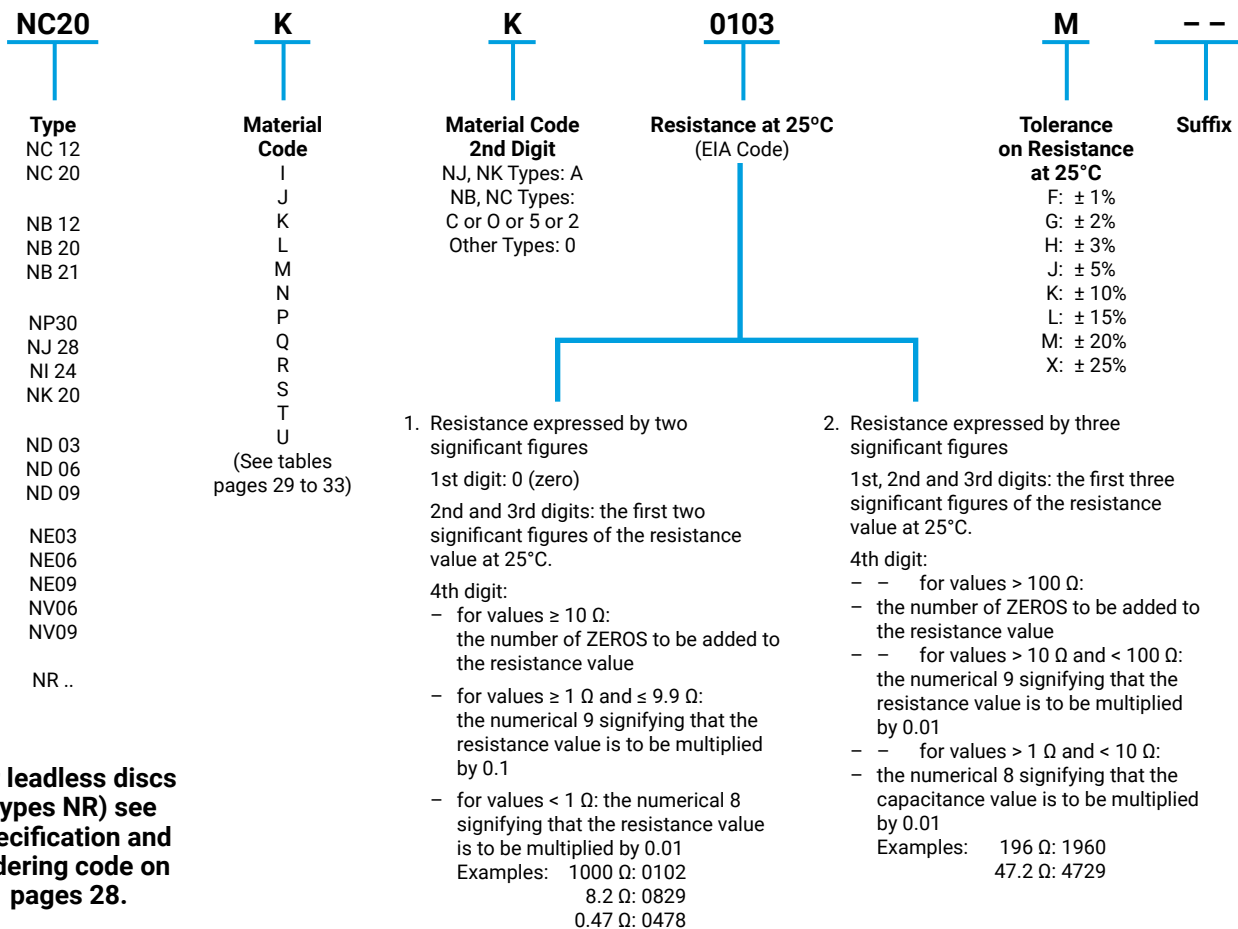 NC20 K K 0103 M – –
Type
NC 12
NC 20
NB 12
NB 20
NB 21
NP30
NJ 28
NI 24
NK 20
ND 03
ND 06
ND 09
NE03
NE06
NE09
NV06
NV09
NR ..
leadless discs
NR) see
and
code on
pages 28.
Material
Code
I
J
K
L
M
N
P
Q
R
S
T
U
(See tables
pages 29 to 33)
Material Code
2nd Digit
NJ, NK Types: A
NB, NC Types:
C or O or 5 or 2
Other Types: 0
Resistance at 25ºC
(EIA Code)
1. Resistance expressed by two
significant figures
1st digit: 0 (zero)
2nd and 3rd digits: the first two
significant figures of the resistance
value at 25°C.
4th digit:
– for values ≥ 10 Ω:
the number of ZEROS to be added to
the resistance value
– for values ≥ 1 Ω and ≤ 9.9 Ω:
the numerical 9 signifying that the
resistance value is to be multiplied
by 0.1
– for values < 1 Ω: the numerical 8
signifying that the resistance value
is to be multiplied by 0.01
Examples: 1000 Ω: 0102
8.2 Ω: 0829
0.47 Ω: 0478
2. Resistance expressed by three
significant figures
1st, 2nd and 3rd digits: the first three
significant figures of the resistance
value at 25°C.
4th digit:
– – for values > 100 Ω:
– the number of ZEROS to be added to
the resistance value
– – for values > 10 Ω and < 100 Ω:
the numerical 9 signifying that the
resistance value is to be multiplied
by 0.01
– – for values > 1 Ω and < 10 Ω:
– the numerical 8 signifying that the
capacitance value is to be multiplied
by 0.01
Examples: 196 Ω: 1960
47.2 Ω: 4729
Tolerance
on Resistance
at 25°C
F: ± 1%
G: ± 2%
H: ± 3%
J: ± 5%
K: ± 10%
L: ± 15%
M: ± 20%
X: ± 25%
Suffix